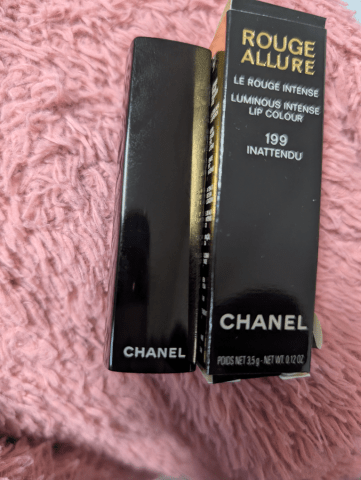 ROUGE
ALLURE
LE ROUGE INTENSE
LUMINOUS INTENSE
LIP COLOUR
199
INATTENDU
CHANEL
POIDS NET 3,5 g - NET WT. 0.12 OZ
CHANEL